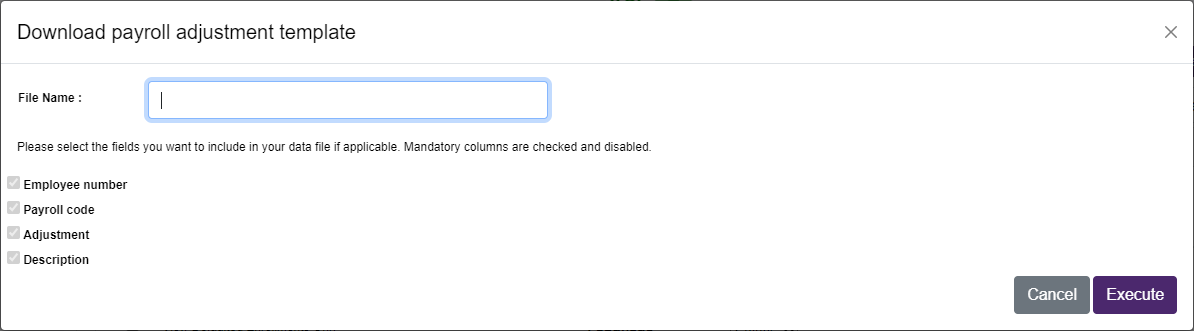 Download payroll adjustment template
File Name :
Please select the fields you want to include in your data file if applicable. Mandatory columns are checked and disabled.
Employee number
Payroll code
Adjustment
Description
Cancel Execute